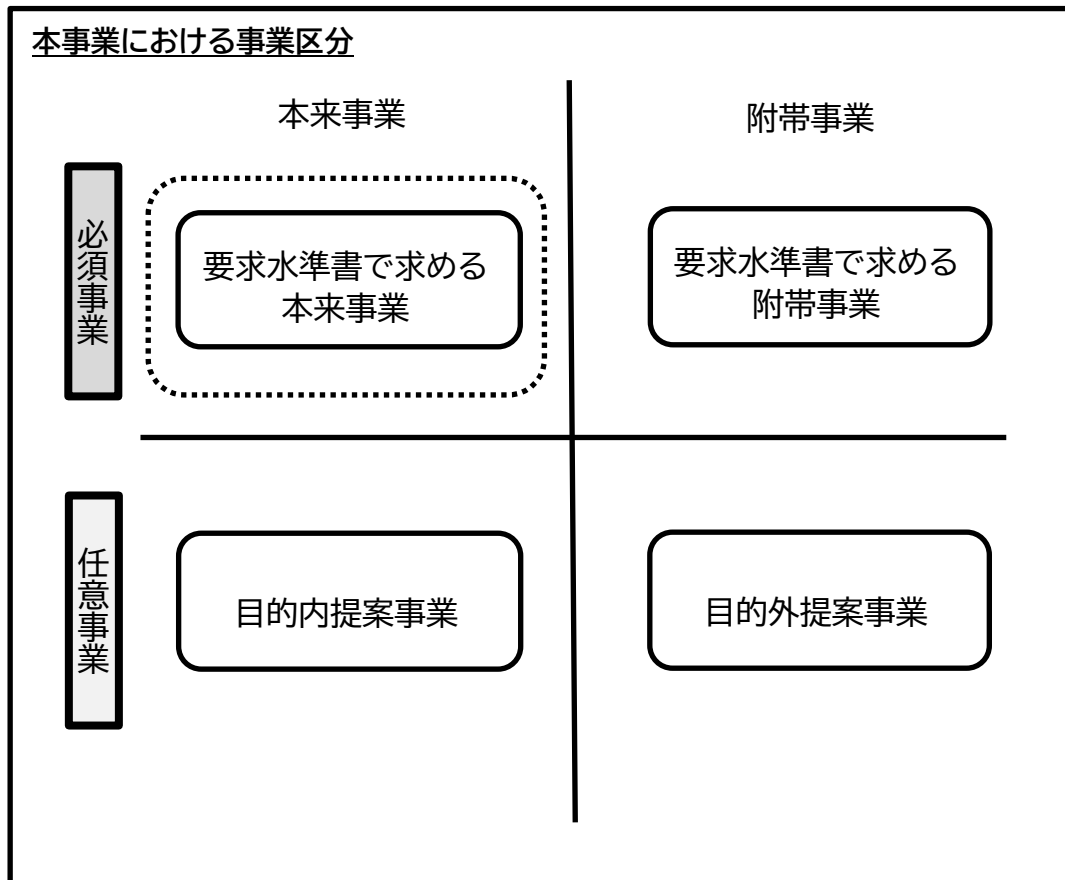 本事業における事業区分
本来事業
附帯事業
必須事業
要求水準書で求める
本来事業
要求水準書で求める
附帯事業
任意事業
目的内提案事業
目的外提案事業